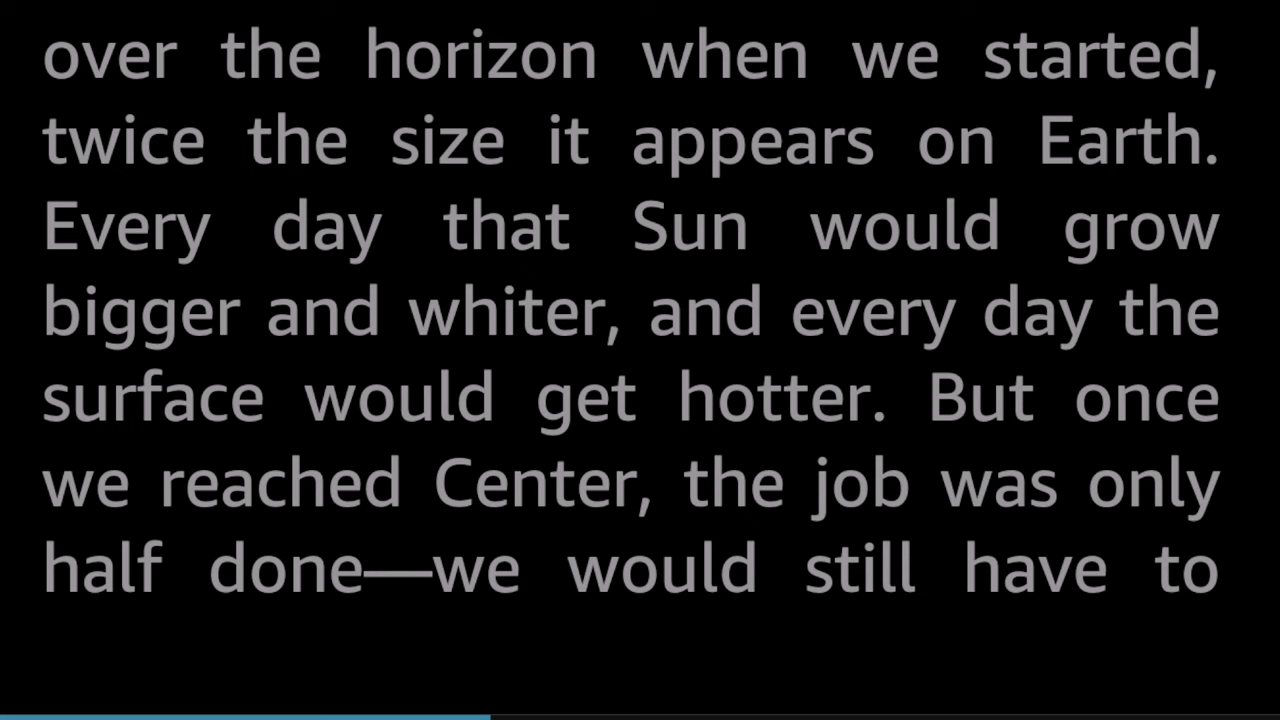 over the horizon when we started,
twice the size it appears on Earth.
Every day that Sun would grow
bigger and whiter, and every day the
surface would get hotter. But once
we reached Center, the job was only
half done—we would still have to